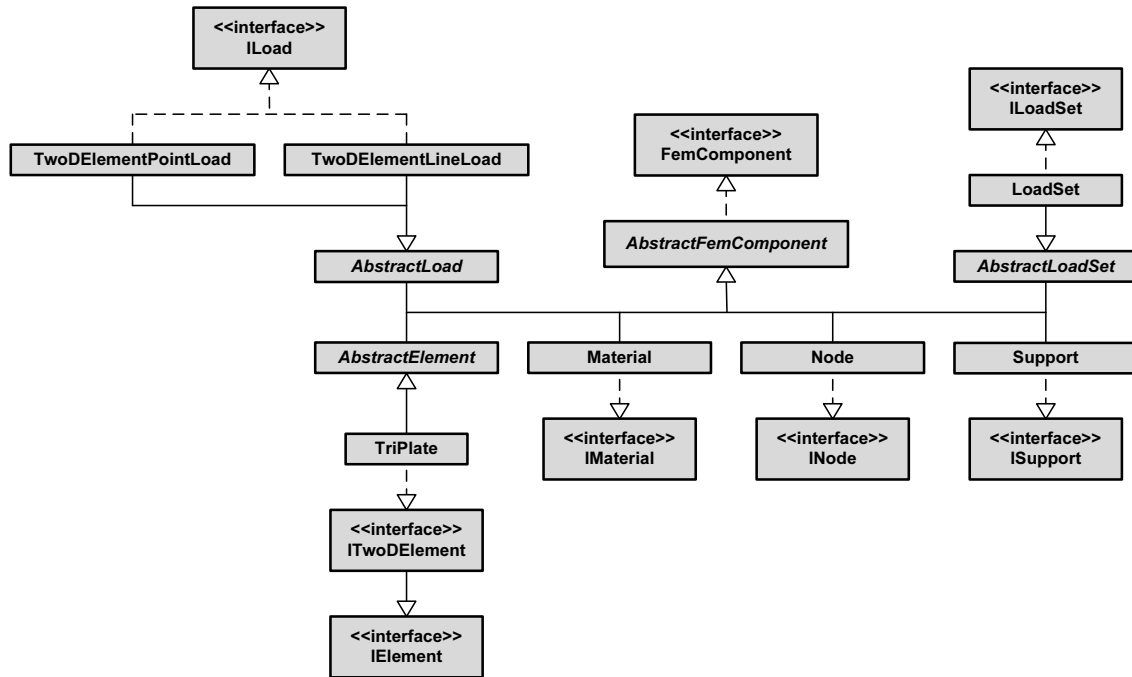 <<interface>>
ILoad
<<interface>>
ILoadSet
<<interface>>
FemComponent
TwoDElementPointLoad
TwoDElementLineLoad
LoadSet
AbstractFemComponent
AbstractLoad
AbstractLoadSet
AbstractElement
Material
Node
Support
<<interface>>
IMaterial
<<interface>>
INode
<<interface>>
ISupport
TriPlate
<<interface>>
ITwoDElement
<<interface>>
IElement